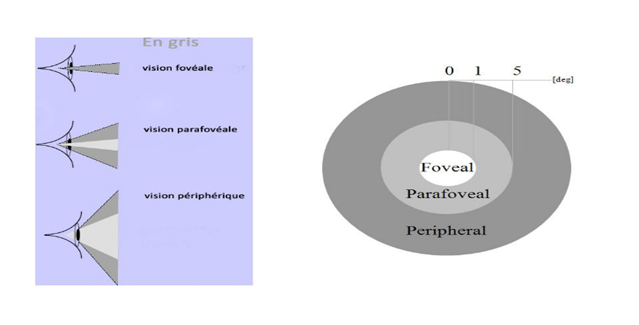 En gris
vision fovéale
vision parafovéale
vision périphérique
0 1 5
[deg]
Foveal
Parafoveal
Peripheral